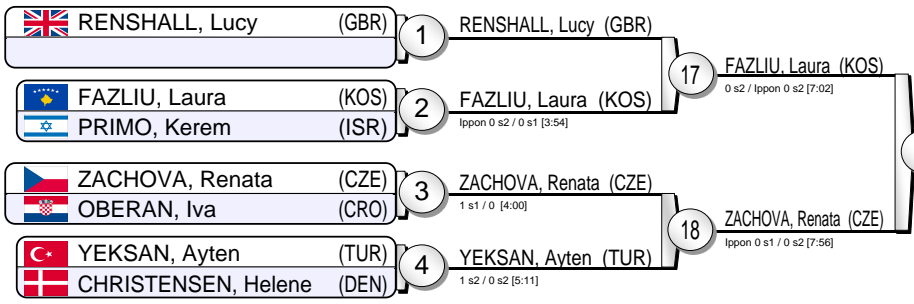 RENSHALL, Lucy (GBR)
1
FAZLIU, Laura (KOS)
PRIMO, Kerem (ISR)
2
ZACHOVA, Renata (CZE)
OBERAN, Iva (CRO)
3
YEKSAN, Ayten (TUR)
CHRISTENSEN, Helene (DEN)
4
RENSHALL, Lucy (GBR)
FAZLIU, Laura (KOS)
Ippon 0 s2 / 0 s1 [3:54]
17
ZACHOVA, Renata (CZE)
1 s1 / 0 [4:00]
YEKSAN, Ayten (TUR)
1 s2 / 0 s2 [5:11]
18
FAZLIU, Laura (KOS)
0 s2 / Ippon 0 s2 [7:02]
ZACHOVA, Renata (CZE)
Ippon 0 s1 / 0 s2 [7:56]